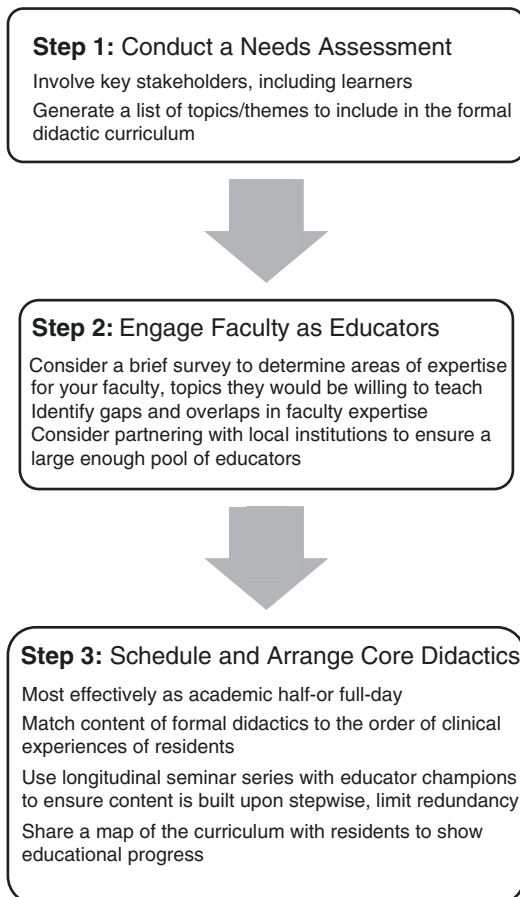 Step 1: Conduct a Needs Assessment
Involve key stakeholders, including learners
Generate a list of topics/themes to include in the formal
didactic curriculum
Step 2: Engage Faculty as Educators
Consider a brief survey to determine areas of expertise
for your faculty, topics they would be willing to teach
Identify gaps and overlaps in faculty expertise
Consider partnering with local institutions to ensure a
large enough pool of educators
Step 3: Schedule and Arrange Core Didactics
Most effectively as academic half-or full-day
Match content of formal didactics to the order of clinical
experiences of residents
Use longitudinal seminar series with educator champions
to ensure content is built upon stepwise, limit redundancy
Share a map of the curriculum with residents to show
educational progress